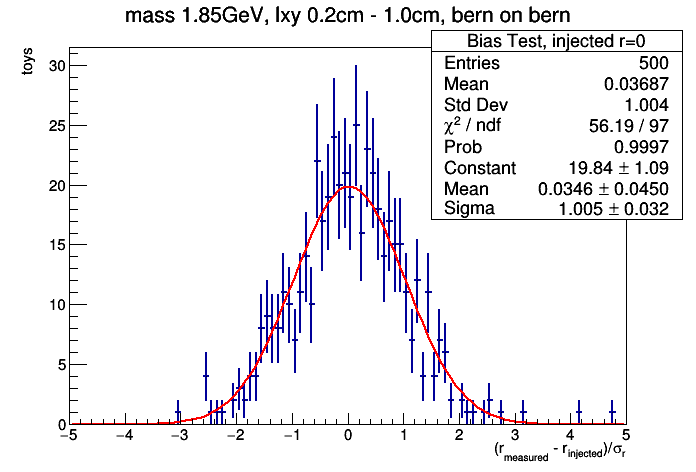 mass 1.85GeV, lxy 0.2cm - 1.0cm, bern on bern
toys
Bias Test, injected r=0
Entries 500
Mean 0.03687
Std Dev 1.004
χ² / ndf 56.19 / 97
Prob 0.9997
Constant 19.84 ± 1.09
Mean 0.0346 ± 0.0450
Sigma 1.005 ± 0.032
30
25
20
15
10
5
0
−5 −4 −3 −2 −1 0 1 2 3 4 5
(r_measured - r_injected)/σ_r